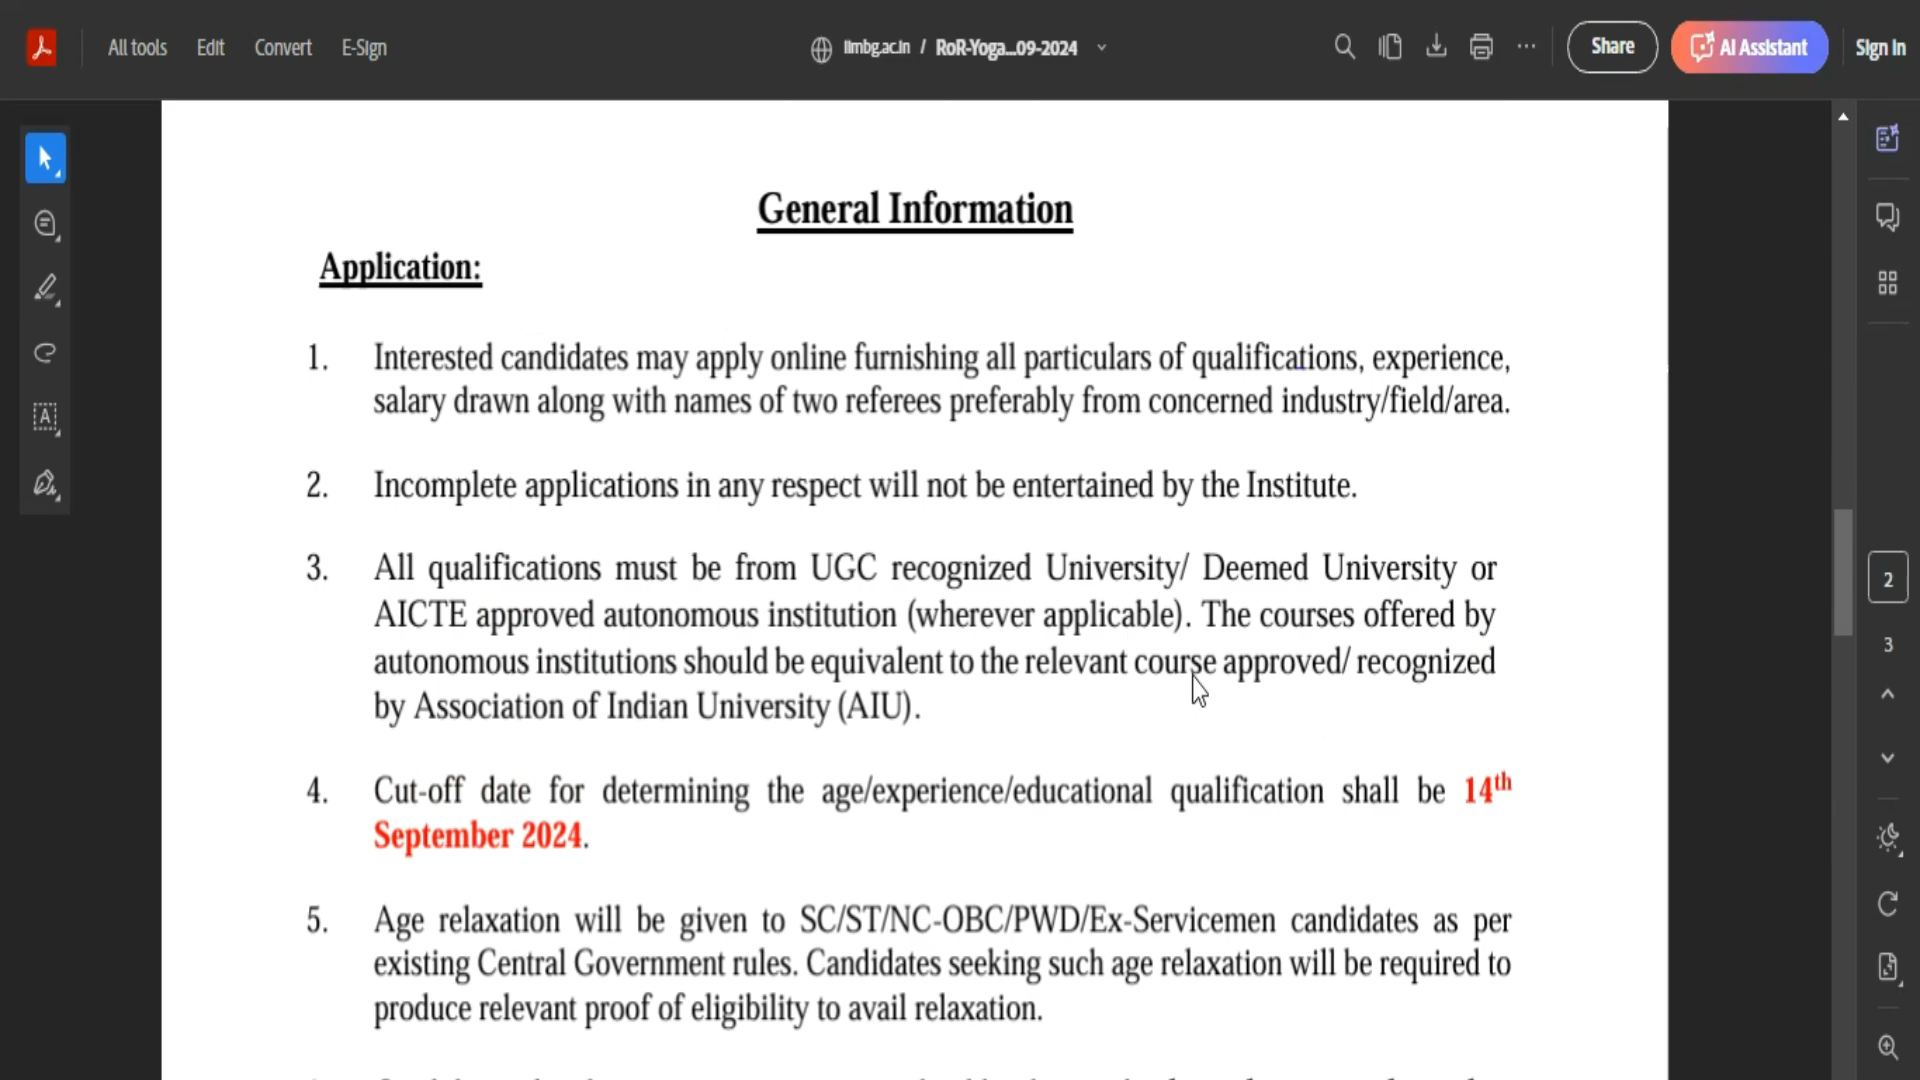 All tools Edit Convert E-Sign iimbg.ac.in / RoR-Yoga...09-2024 Share AI Assistant Sign In
General Information
Application:
1. Interested candidates may apply online furnishing all particulars of qualifications, experience,
salary drawn along with names of two referees preferably from concerned industry/field/area.
2. Incomplete applications in any respect will not be entertained by the Institute.
3. All qualifications must be from UGC recognized University/ Deemed University or
AICTE approved autonomous institution (wherever applicable). The courses offered by
autonomous institutions should be equivalent to the relevant course approved/ recognized
by Association of Indian University (AIU).
4. Cut-off date for determining the age/experience/educational qualification shall be 14th
September 2024.
5. Age relaxation will be given to SC/ST/NC-OBC/PWD/Ex-Servicemen candidates as per
existing Central Government rules. Candidates seeking such age relaxation will be required to
produce relevant proof of eligibility to avail relaxation.
2
3